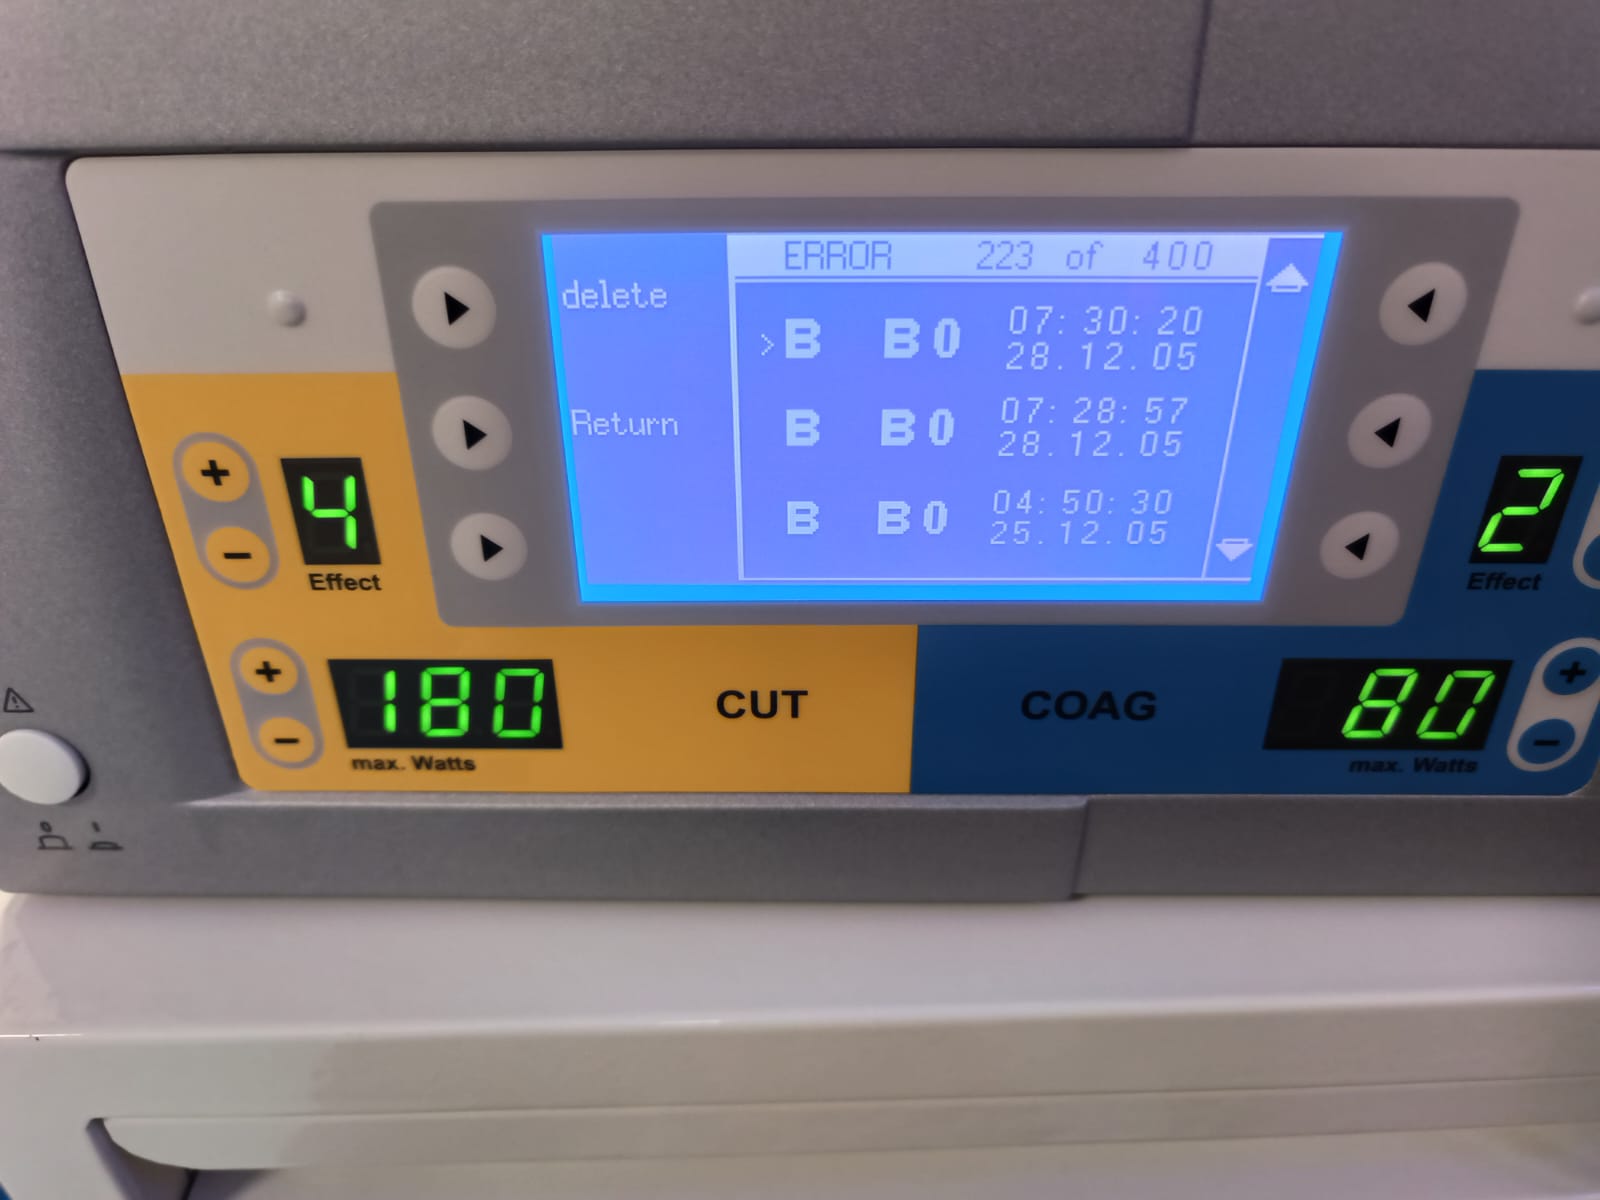 ERROR 223 of 400
delete
>B B0 07:30:20
28.12.05
Return
B B0 07:28:57
28.12.05
B B0 04:50:30
25.12.05
+
-
4
Effect
2
Effect
+
-
180
max. Watts
CUT
COAG
80
max. Watts
+
-